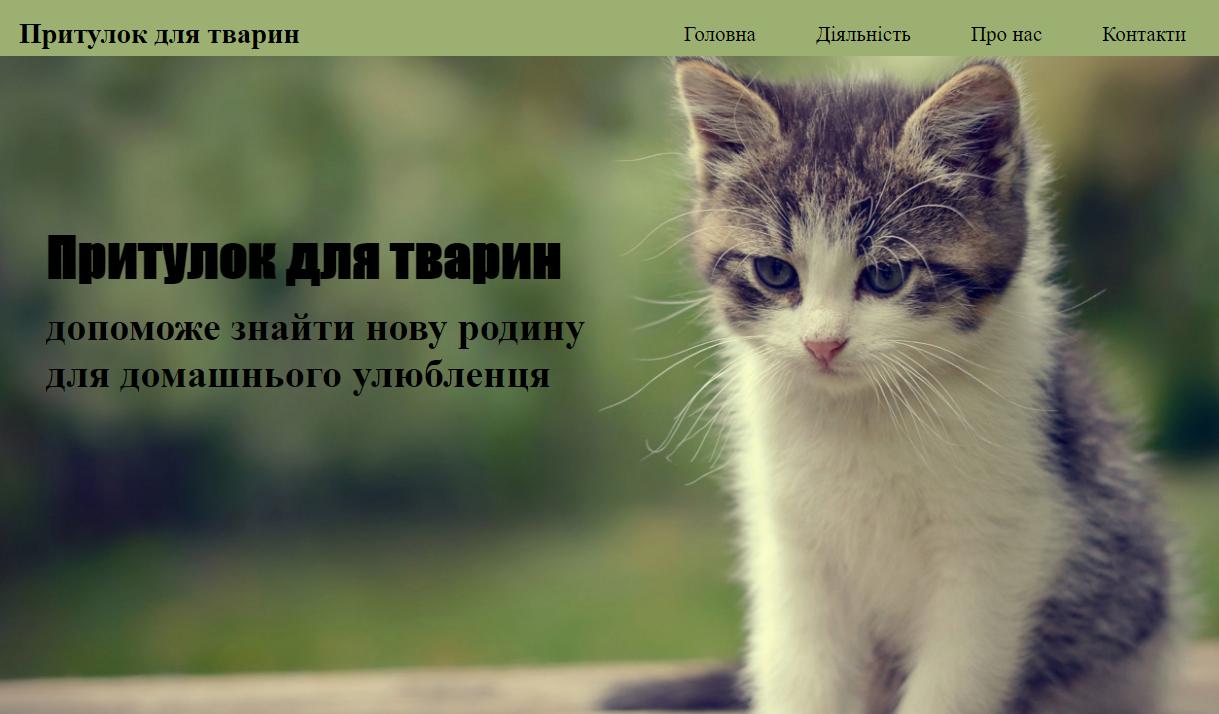 Притулок для тварин
Головна Діяльність Про нас Контакти
Притулок для тварин
допоможе знайти нову родину
для домашнього улюбленця